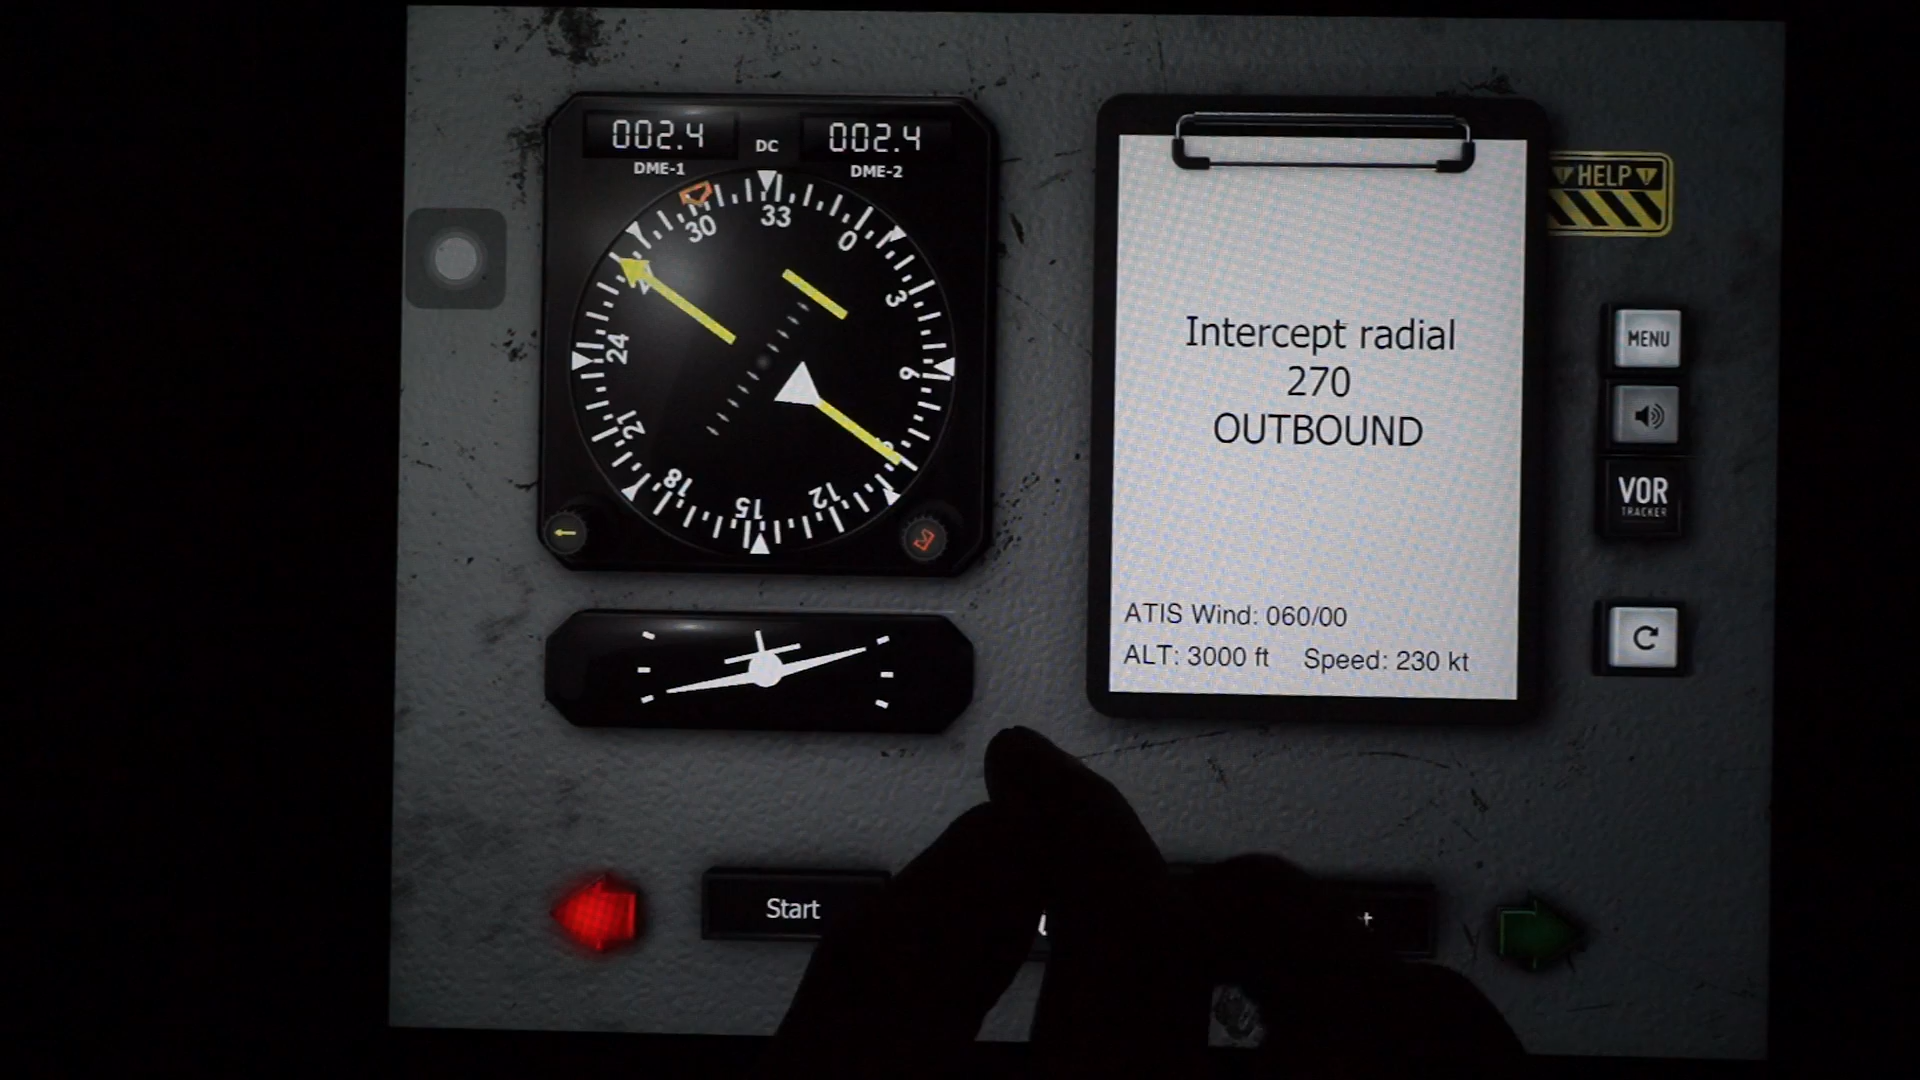 002.4 DC 002.4
DME-1 DME-2
30 33 0 3 6 12 15 18 21 24
HELP
Intercept radial
270
OUTBOUND
ATIS Wind: 060/00
ALT: 3000 ft Speed: 230 kt
MENU
VOR
TRACKER
Start
+